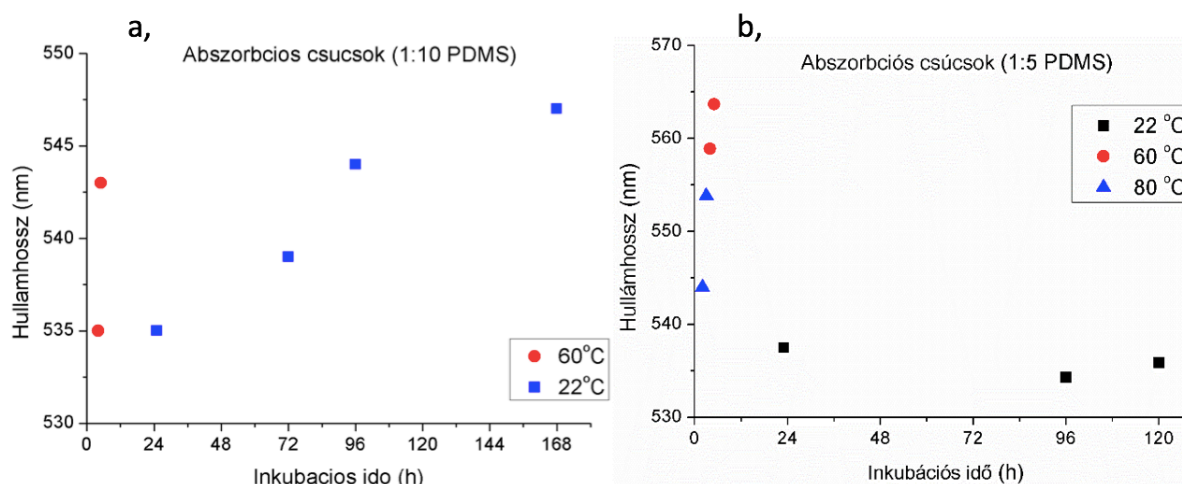 a,
Abszorbcios csucsok (1:10 PDMS)
550
545
540
535
530
Hullamhossz (nm)
60°C
22°C
0 24 48 72 96 120 144 168
Inkubacios ido (h)
b,
Abszorbciós csúcsok (1:5 PDMS)
570
560
550
540
530
Hullámhossz (nm)
22 °C
60 °C
80 °C
0 24 48 72 96 120
Inkubációs idő (h)